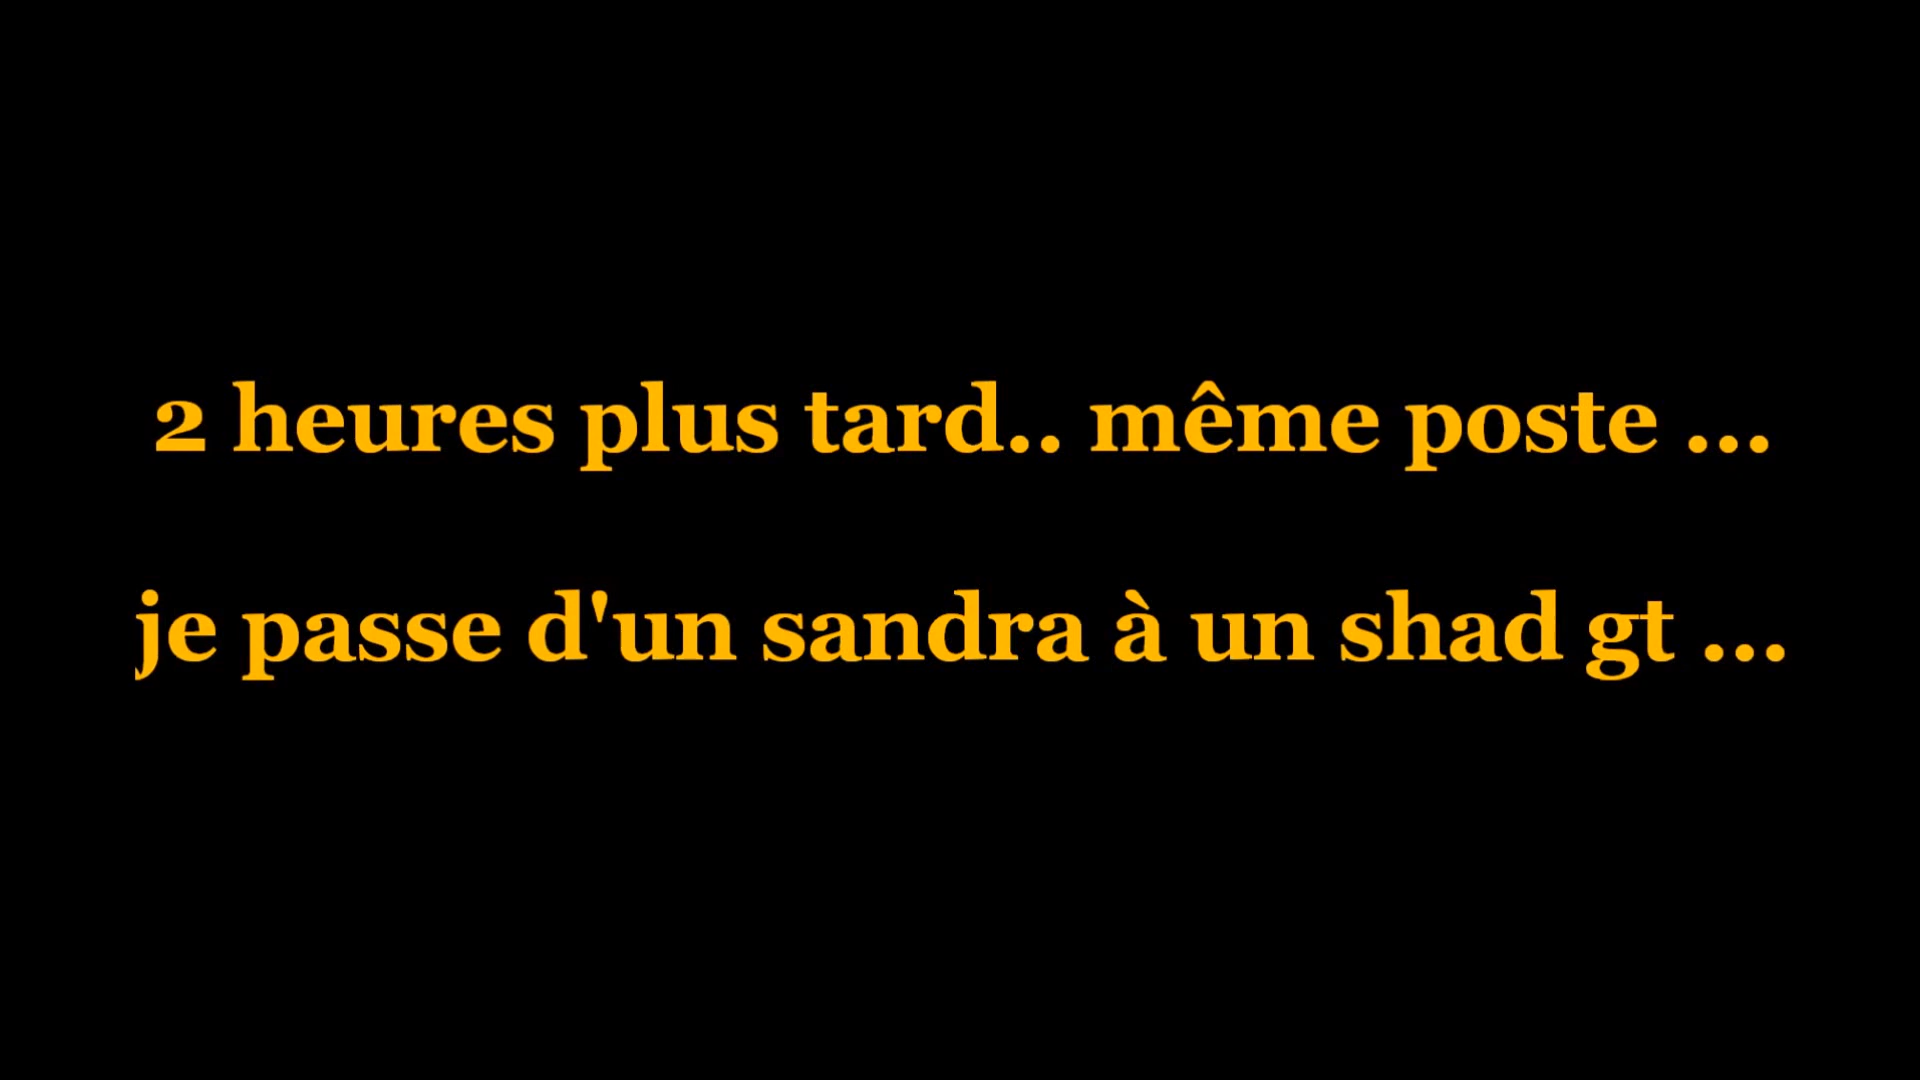 2 heures plus tard.. même poste ...
je passe d'un sandra à un shad gt ...